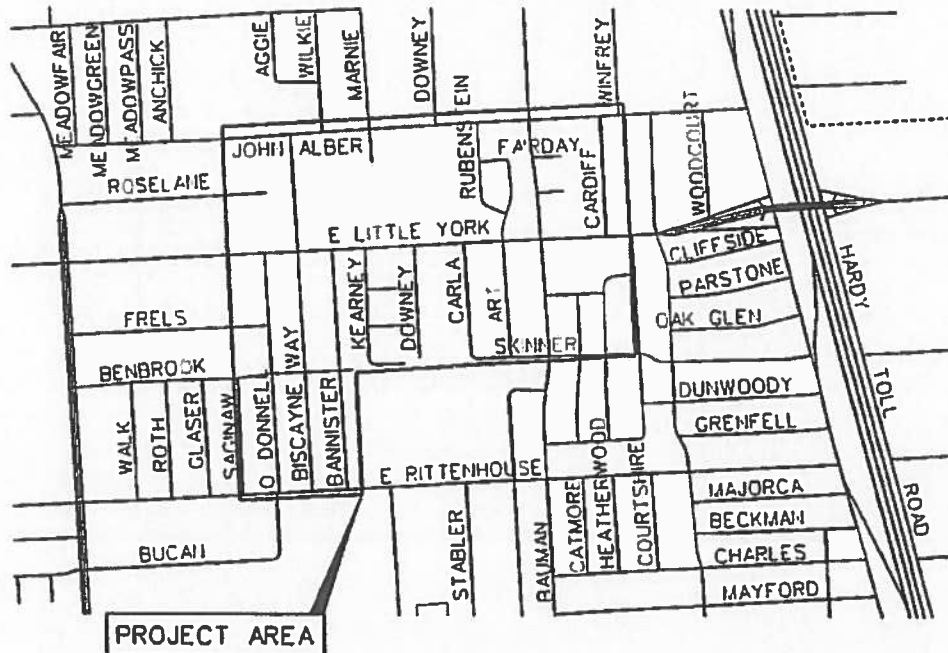 MEADOWFAIR
MEADOWGREEN
MEADOWPASS
ANCHICK
AGGIE
WILKIE
MARNIE
DOWNEY
EIN
WINFREY
JOHN ALBER
RUBENS
FARDAY
CARDIFF
WOODCOURT
ROSELANE
E LITTLE YORK
CLIFFSIDE
PARSTONE
OAK GLEN
HARDY TOLL ROAD
FRELS
KEARNEY
DOWNEY
CARLA
ART
SKINNER
BENBROOK
WALK
ROTH
GLASER
SAGINAW
O DONNEL
BISCAYNE WAY
BANNISTER
DUNWOODY
GRENFELL
E RITTENHOUSE
HEATHERWOOD
COURTSHIRE
CATMORE
BAUMAN
STABLER
MAJORCA
BECKMAN
CHARLES
MAYFORD
BUCAN
PROJECT AREA